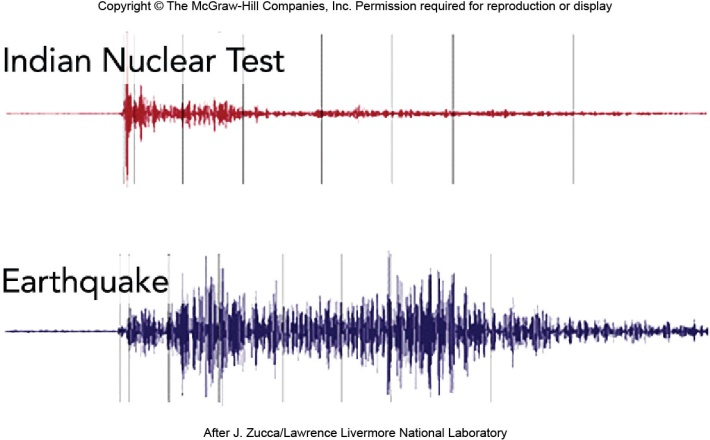 Copyright © The McGraw-Hill Companies, Inc. Permission required for reproduction or display
Indian Nuclear Test
Earthquake
After J. Zucca/Lawrence Livermore National Laboratory